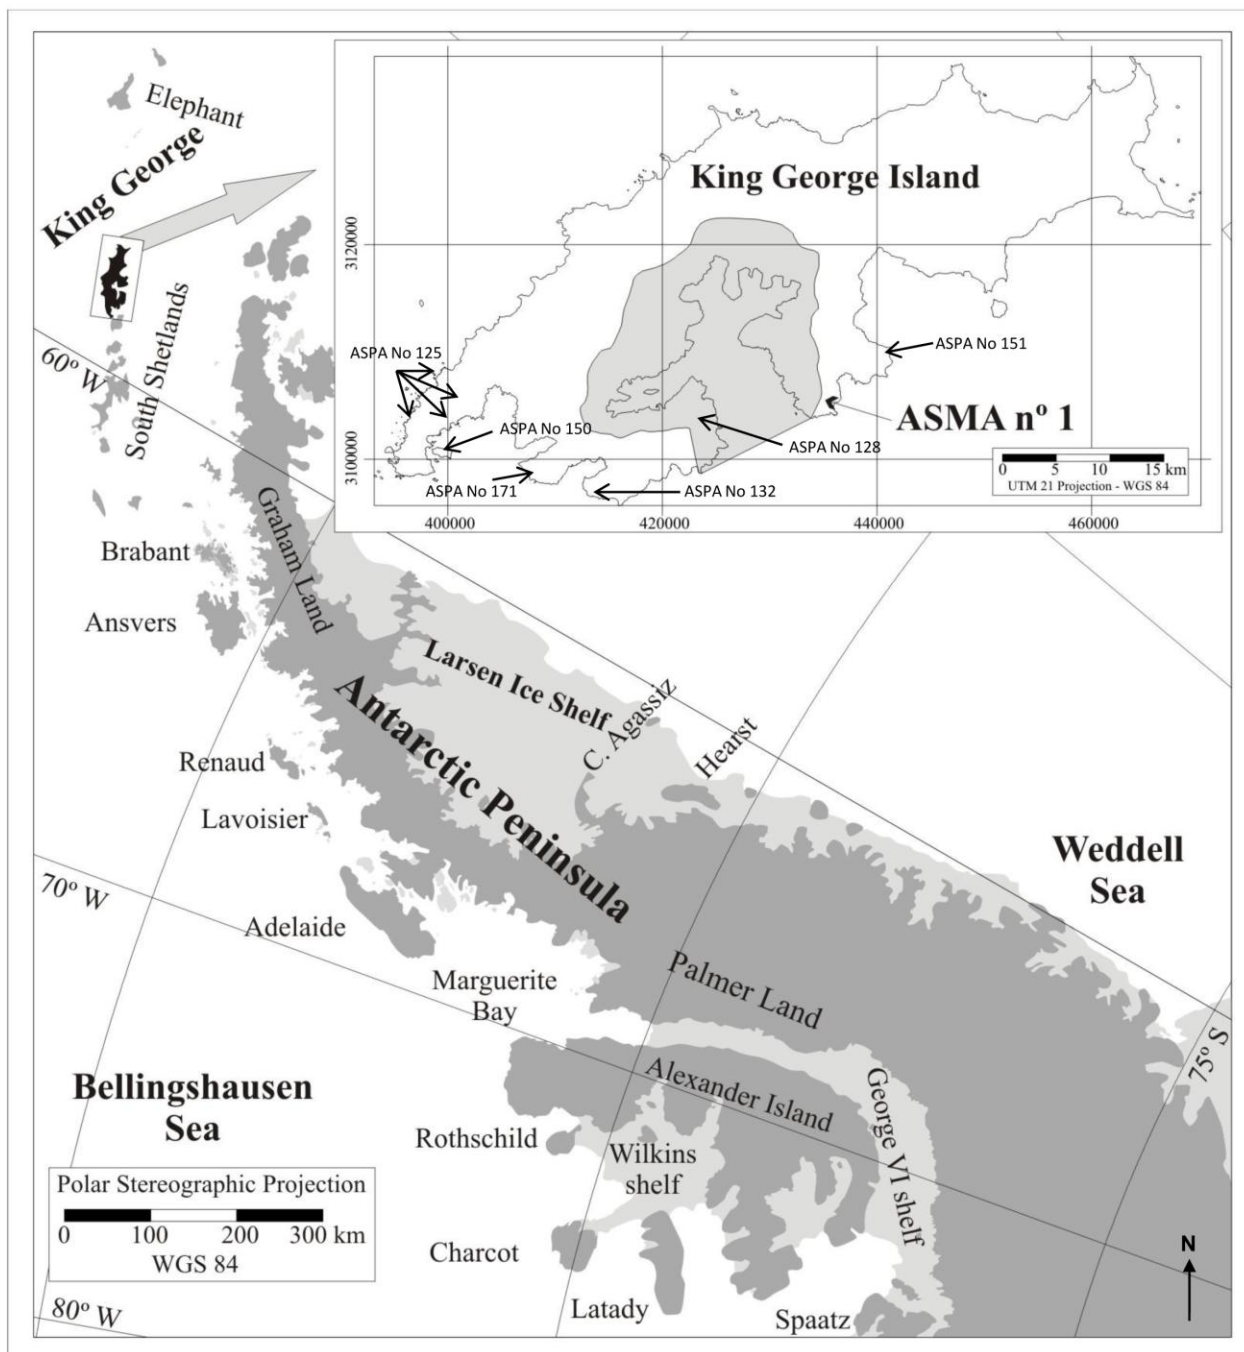 Elephant
King George
South Shetlands
60º W
King George Island
3120000
3100000
400000
420000
440000
460000
ASPA No 125
ASPA No 150
ASPA No 171
ASPA No 132
ASPA No 128
ASPA No 151
ASMA nº 1
0 5 10 15 km
UTM 21 Projection - WGS 84
Graham Land
Brabant
Ansvers
Larsen Ice Shelf
Antarctic Peninsula
C. Agassiz
Hearst
Renaud
Lavoisier
Weddell
Sea
70º W
Adelaide
Marguerite
Bay
Palmer Land
75º S
Bellingshausen
Sea
Alexander Island
George VI shelf
Rothschild
Wilkins
shelf
Polar Stereographic Projection
0 100 200 300 km
WGS 84
Charcot
Latady
Spaatz
N
80º W